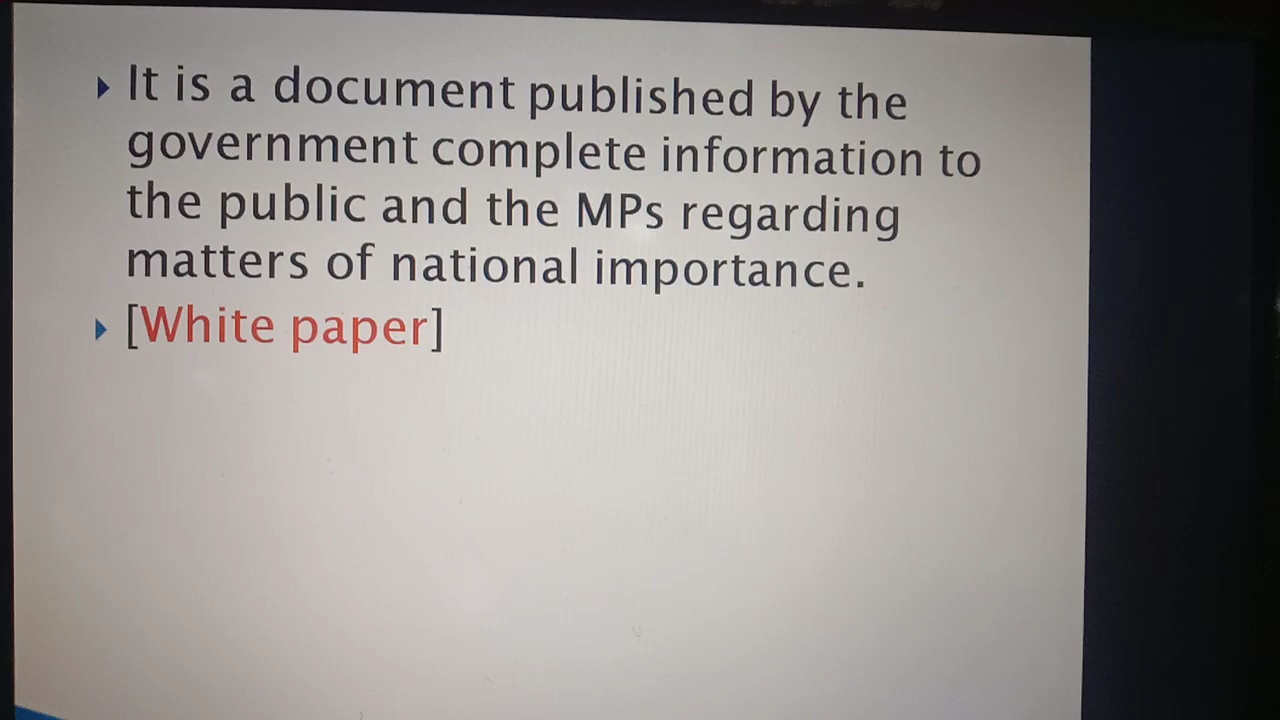 It is a document published by the
government complete information to
the public and the MPs regarding
matters of national importance.
[White paper]